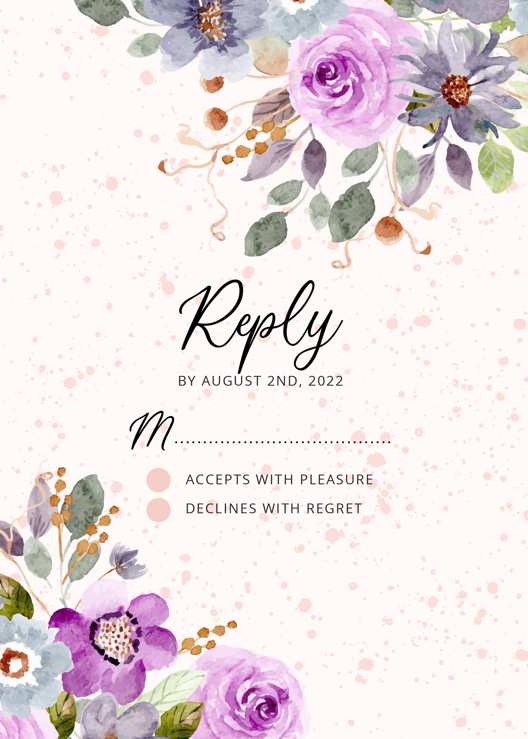 Reply
BY AUGUST 2ND, 2022
M.......................................
ACCEPTS WITH PLEASURE
DECLINES WITH REGRET